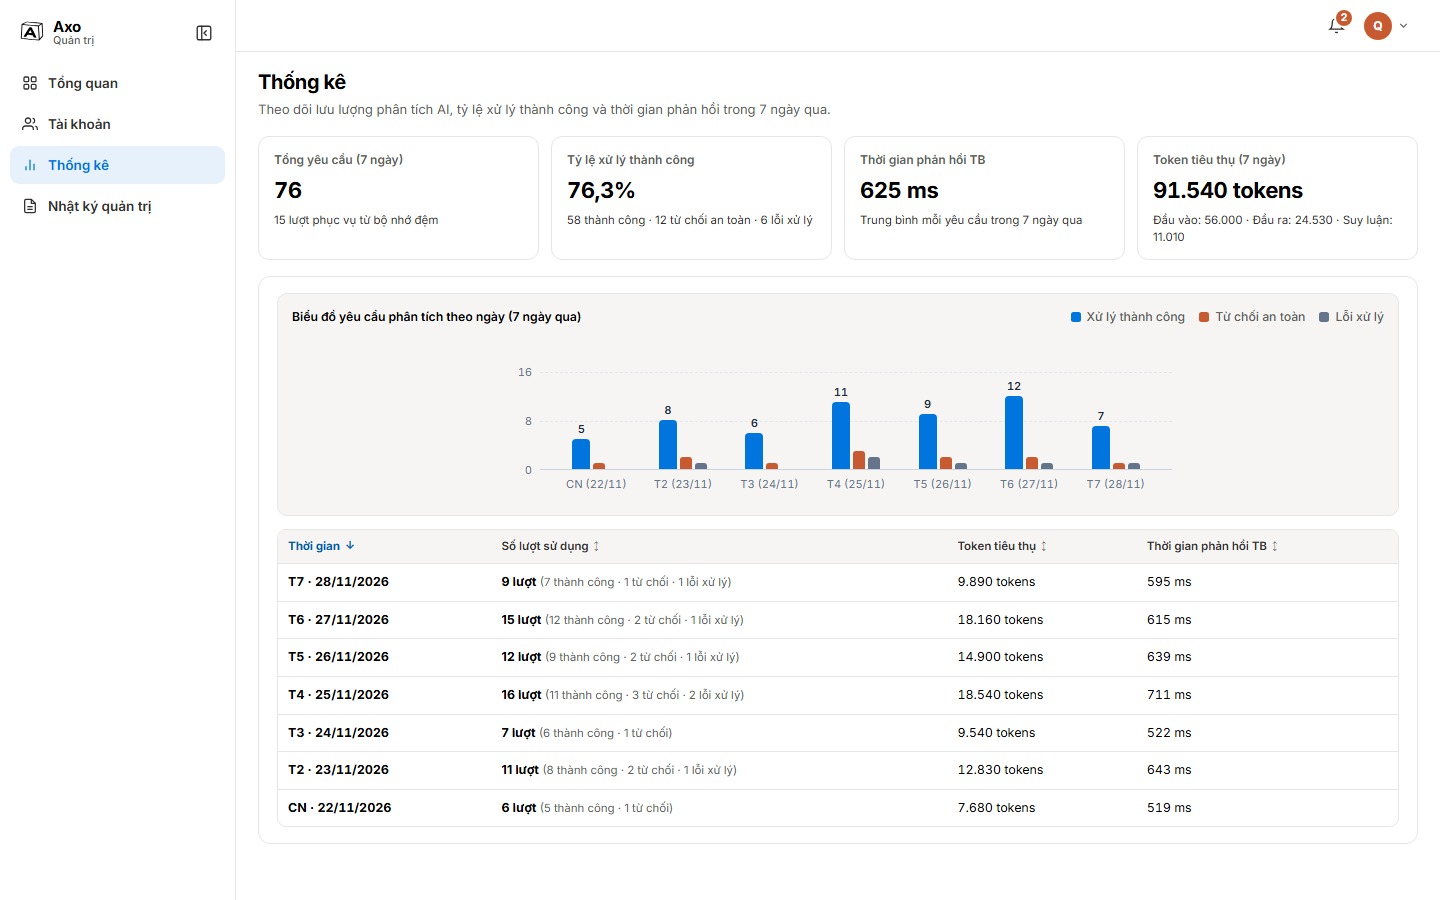 Axo
Quản trị
Tổng quan
Tài khoản
Thống kê
Nhật ký quản trị
2
Q
Thống kê
Theo dõi lưu lượng phân tích AI, tỷ lệ xử lý thành công và thời gian phản hồi trong 7 ngày qua.
Tổng yêu cầu (7 ngày)
76
15 lượt phục vụ từ bộ nhớ đệm
Tỷ lệ xử lý thành công
76,3%
58 thành công · 12 từ chối an toàn · 6 lỗi xử lý
Thời gian phản hồi TB
625 ms
Trung bình mỗi yêu cầu trong 7 ngày qua
Token tiêu thụ (7 ngày)
91.540 tokens
Đầu vào: 56.000 · Đầu ra: 24.530 · Suy luận:
11.010
Biểu đồ yêu cầu phân tích theo ngày (7 ngày qua)
Xử lý thành công Từ chối an toàn Lỗi xử lý
16
8
0
5 8 6 11 9 12 7
CN (22/11) T2 (23/11) T3 (24/11) T4 (25/11) T5 (26/11) T6 (27/11) T7 (28/11)
Thời gian ↓ Số lượt sử dụng ↕ Token tiêu thụ ↕ Thời gian phản hồi TB ↕
T7 · 28/11/2026 9 lượt (7 thành công · 1 từ chối · 1 lỗi xử lý) 9.890 tokens 595 ms
T6 · 27/11/2026 15 lượt (12 thành công · 2 từ chối · 1 lỗi xử lý) 18.160 tokens 615 ms
T5 · 26/11/2026 12 lượt (9 thành công · 2 từ chối · 1 lỗi xử lý) 14.900 tokens 639 ms
T4 · 25/11/2026 16 lượt (11 thành công · 3 từ chối · 2 lỗi xử lý) 18.540 tokens 711 ms
T3 · 24/11/2026 7 lượt (6 thành công · 1 từ chối) 9.540 tokens 522 ms
T2 · 23/11/2026 11 lượt (8 thành công · 2 từ chối · 1 lỗi xử lý) 12.830 tokens 643 ms
CN · 22/11/2026 6 lượt (5 thành công · 1 từ chối) 7.680 tokens 519 ms